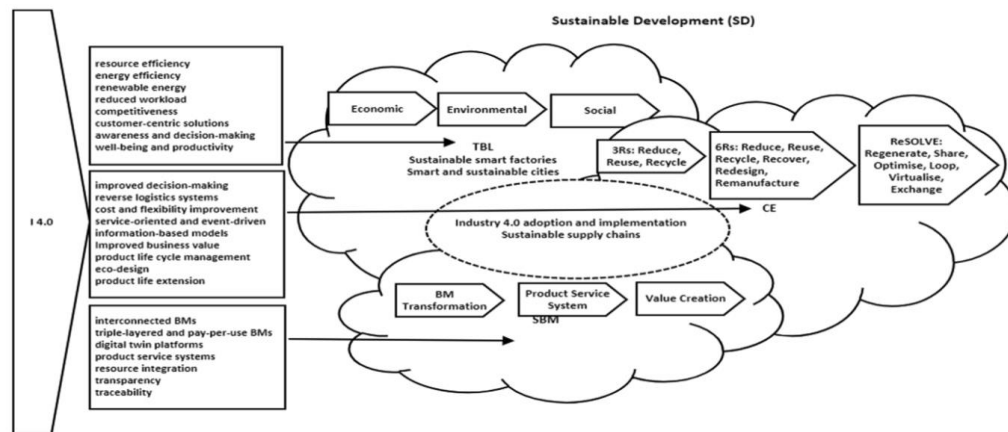 Sustainable Development (SD)
I 4.0
resource efficiency
energy efficiency
renewable energy
reduced workload
competitiveness
customer-centric solutions
awareness and decision-making
well-being and productivity
improved decision-making
reverse logistics systems
cost and flexibility improvement
service-oriented and event-driven
information-based models
Improved business value
product life cycle management
eco-design
product life extension
interconnected BMs
triple-layered and pay-per-use BMs
digital twin platforms
product service systems
resource integration
transparency
traceability
Economic
Environmental
Social
TBL
Sustainable smart factories
Smart and sustainable cities
3Rs: Reduce,
Reuse, Recycle
6Rs: Reduce, Reuse,
Recycle, Recover,
Redesign,
Remanufacture
ReSOLVE:
Regenerate, Share,
Optimise, Loop,
Virtualise,
Exchange
CE
Industry 4.0 adoption and implementation
Sustainable supply chains
BM
Transformation
Product Service
System
Value Creation
SBM